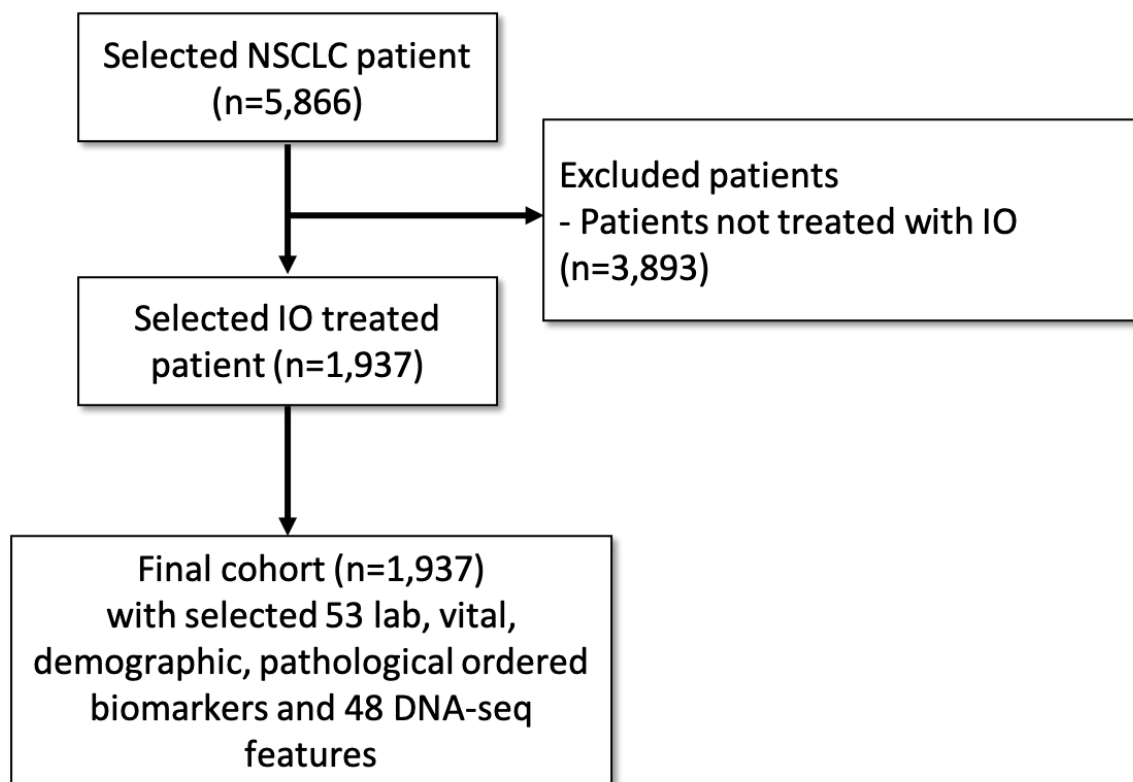 Selected NSCLC patient
(n=5,866)
Excluded patients
- Patients not treated with IO
(n=3,893)
Selected IO treated
patient (n=1,937)
Final cohort (n=1,937)
with selected 53 lab, vital,
demographic, pathological ordered
biomarkers and 48 DNA-seq
features